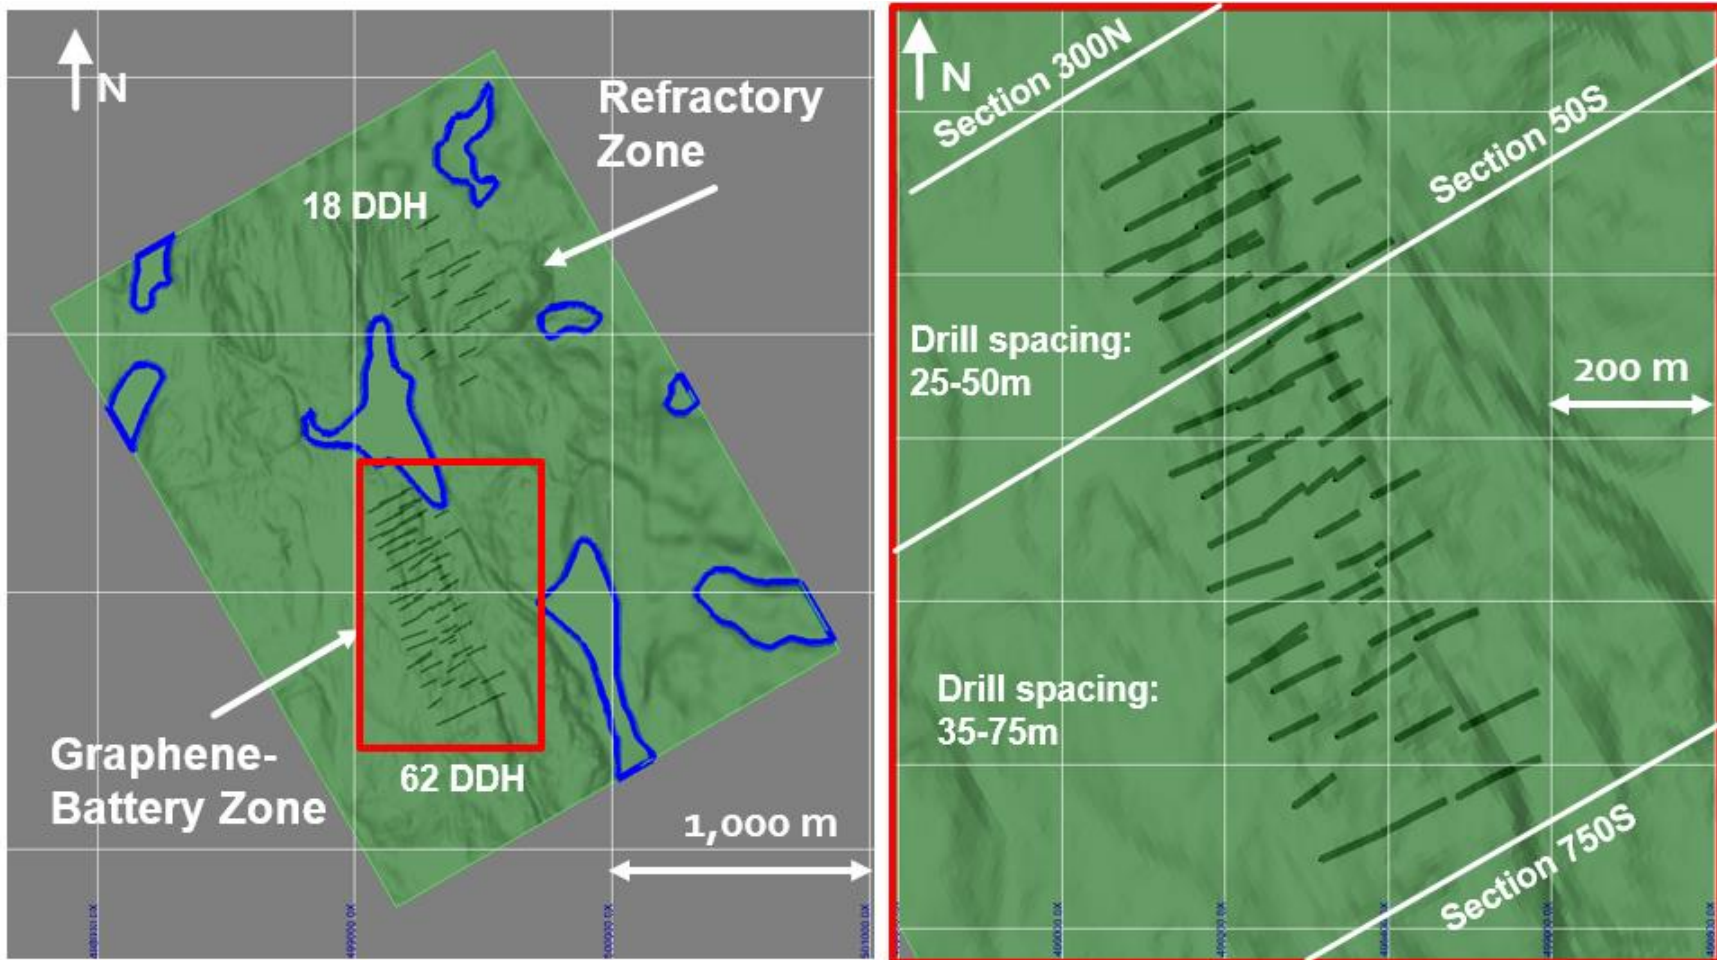 N
Refractory
Zone
18 DDH
Graphene-
Battery Zone
62 DDH
1,000 m
N
Section 300N
Section 50S
Drill spacing:
25-50m
200 m
Drill spacing:
35-75m
Section 750S